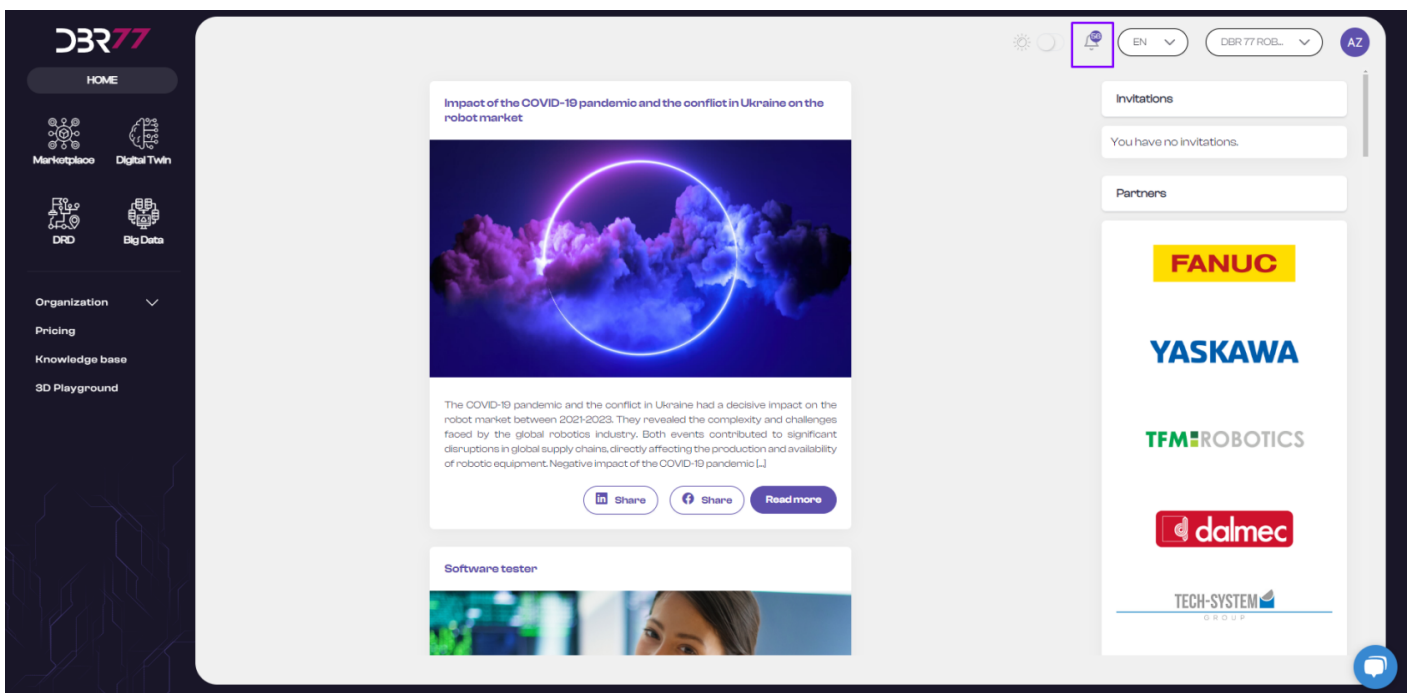 DBR77
HOME
Marketplace
Digital Twin
DRD
Big Data
Organization
Pricing
Knowledge base
3D Playground
EN
DBR 77 ROB...
AZ
Impact of the COVID-19 pandemic and the conflict in Ukraine on the
robot market
The COVID-19 pandemic and the conflict in Ukraine had a decisive impact on the
robot market between 2021-2023. They revealed the complexity and challenges
faced by the global robotics industry. Both events contributed to significant
disruptions in global supply chains, directly affecting the production and availability
of robotic equipment. Negative impact of the COVID-19 pandemic [...]
in Share
Share
Read more
Software tester
Invitations
You have no invitations.
Partners
FANUC
YASKAWA
TFM ROBOTICS
dalmec
TECH-SYSTEM
GROUP